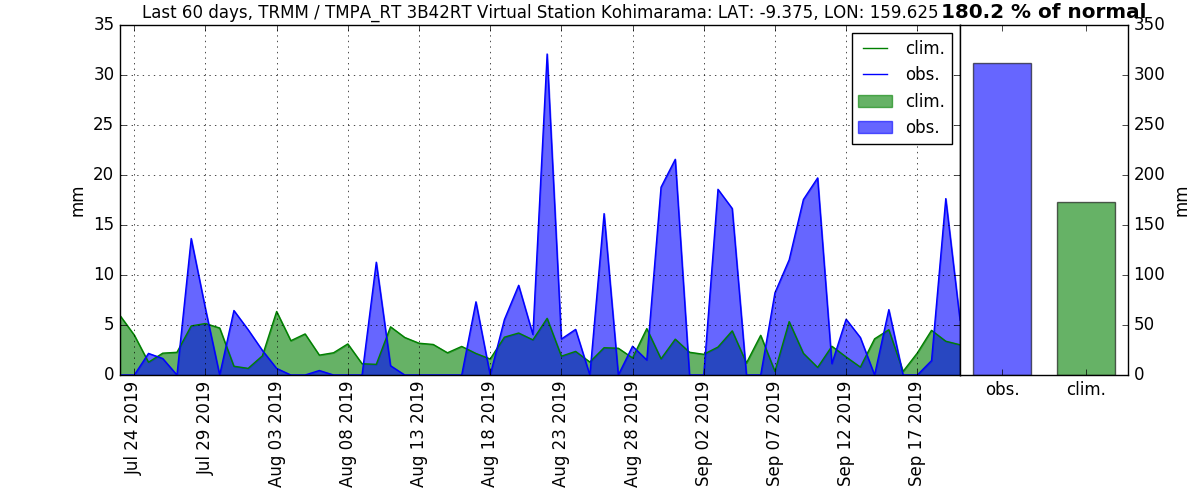 Last 60 days, TRMM / TMPA_RT 3B42RT Virtual Station Kohimarama: LAT: -9.375, LON: 159.625
180.2 % of normal
35
30
25
20
15
10
5
0
mm
clim.
obs.
clim.
obs.
350
300
250
200
150
100
50
0
mm
obs.
clim.
Jul 24 2019
Jul 29 2019
Aug 03 2019
Aug 08 2019
Aug 13 2019
Aug 18 2019
Aug 23 2019
Aug 28 2019
Sep 02 2019
Sep 07 2019
Sep 12 2019
Sep 17 2019